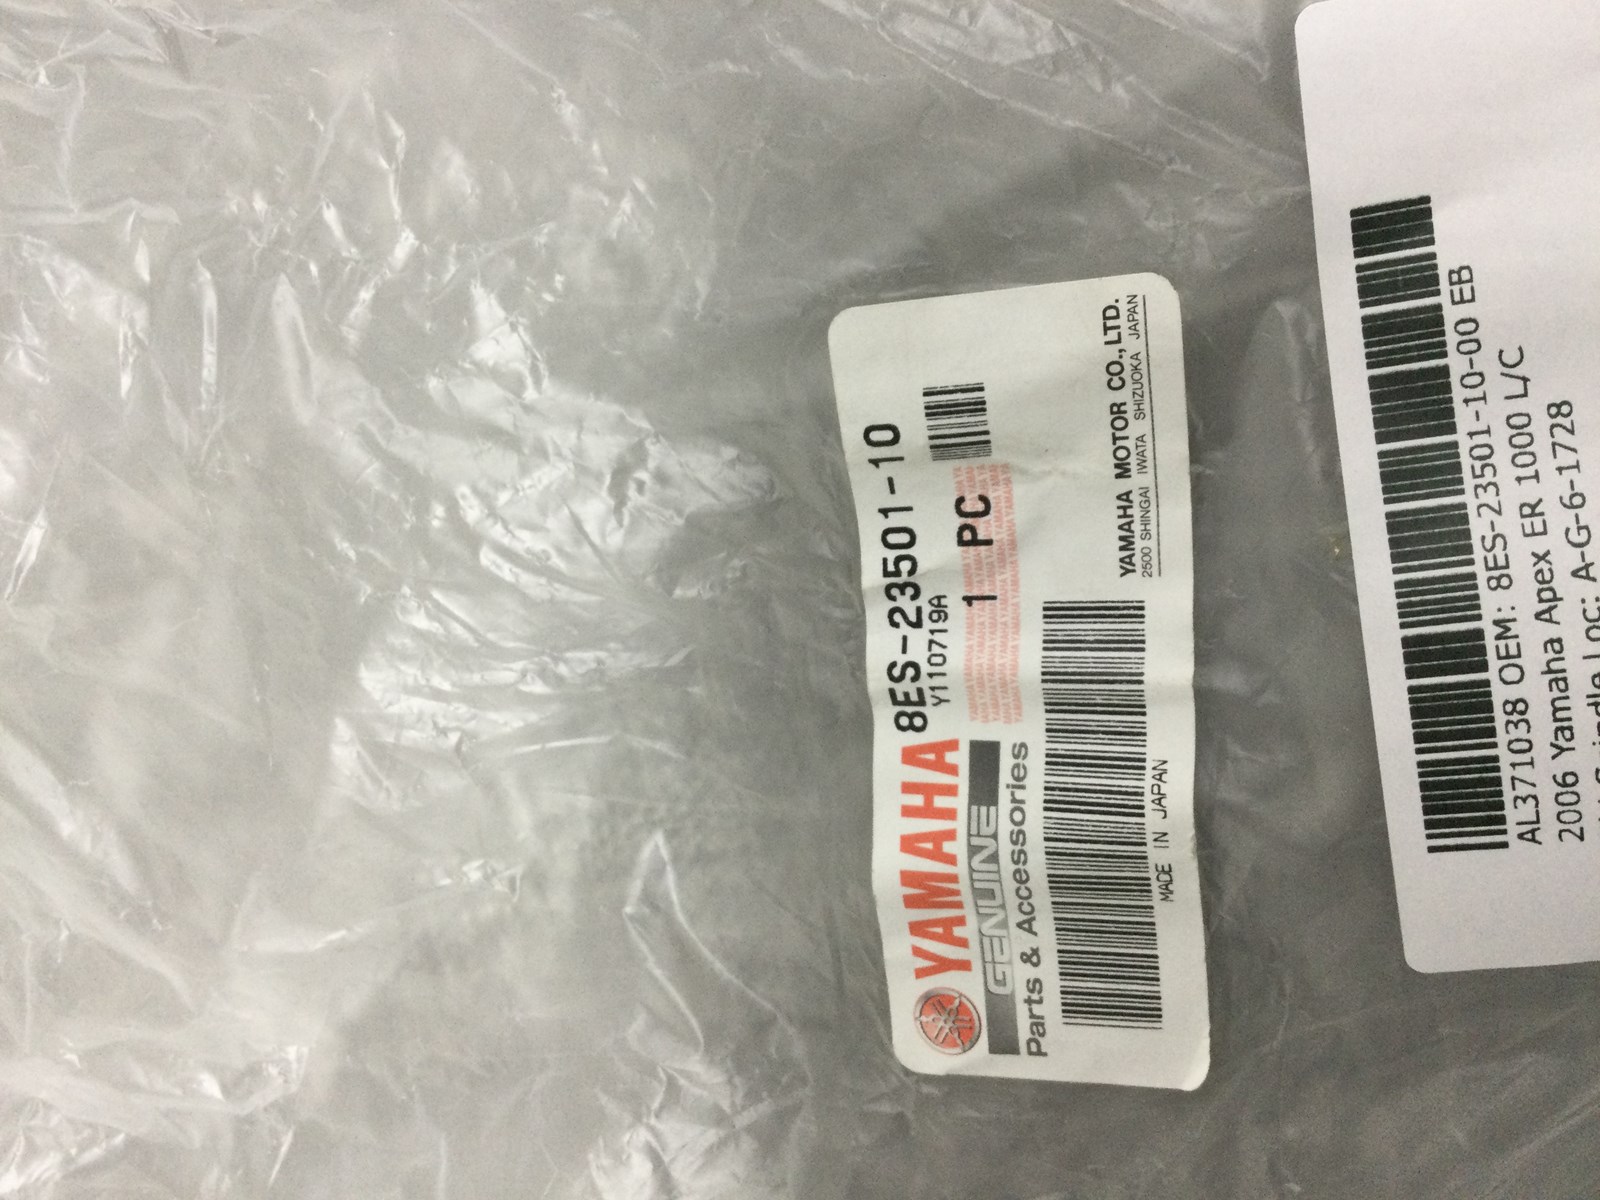 YAMAHA
8ES-23501-10
Y110719A
GENUINE
1 PC
Parts & Accessories
YAMAHA MOTOR CO., LTD.
2500 SHINGAI IWATA SHIZUOKA JAPAN
MADE IN JAPAN
AL371038 OEM: 8ES-23501-10-00 EB
2006 Yamaha Apex ER 1000 L/C
Loc: A-G-6-1728